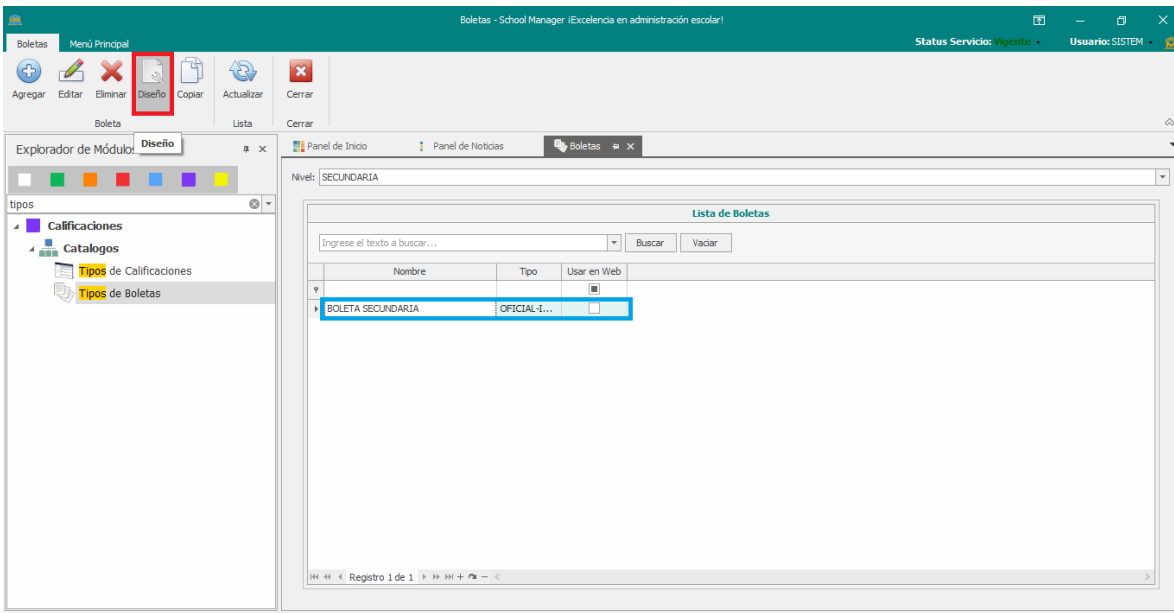 Boletas - School Manager ¡Excelencia en administración escolar!
Boletas Menú Principal
Status Servicio: Vigente Usuario: SISTEM
Agregar Editar Eliminar Diseño Copiar Actualizar Cerrar
Boleta Lista Cerrar
Diseño
Explorador de Módulos
Panel de Inicio Panel de Noticias Boletas
Nivel: SECUNDARIA
tipos
Lista de Boletas
Calificaciones
Ingrese el texto a buscar... Buscar Vaciar
Catalogos
Tipos de Calificaciones
Nombre Tipo Usar en Web
Tipos de Boletas
BOLETA SECUNDARIA OFICIAL-I...
Registro 1 de 1